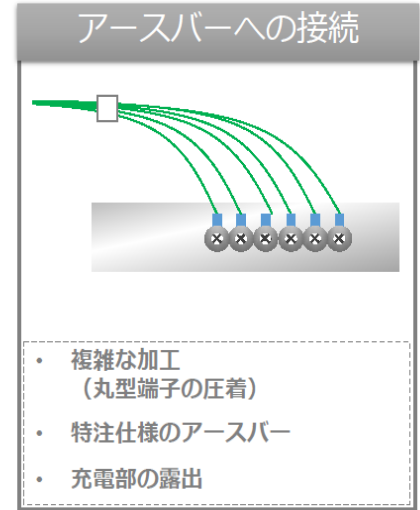 アースバーへの接続
• 複雑な加工
（丸型端子の圧着）
• 特注仕様のアースバー
• 充電部の露出